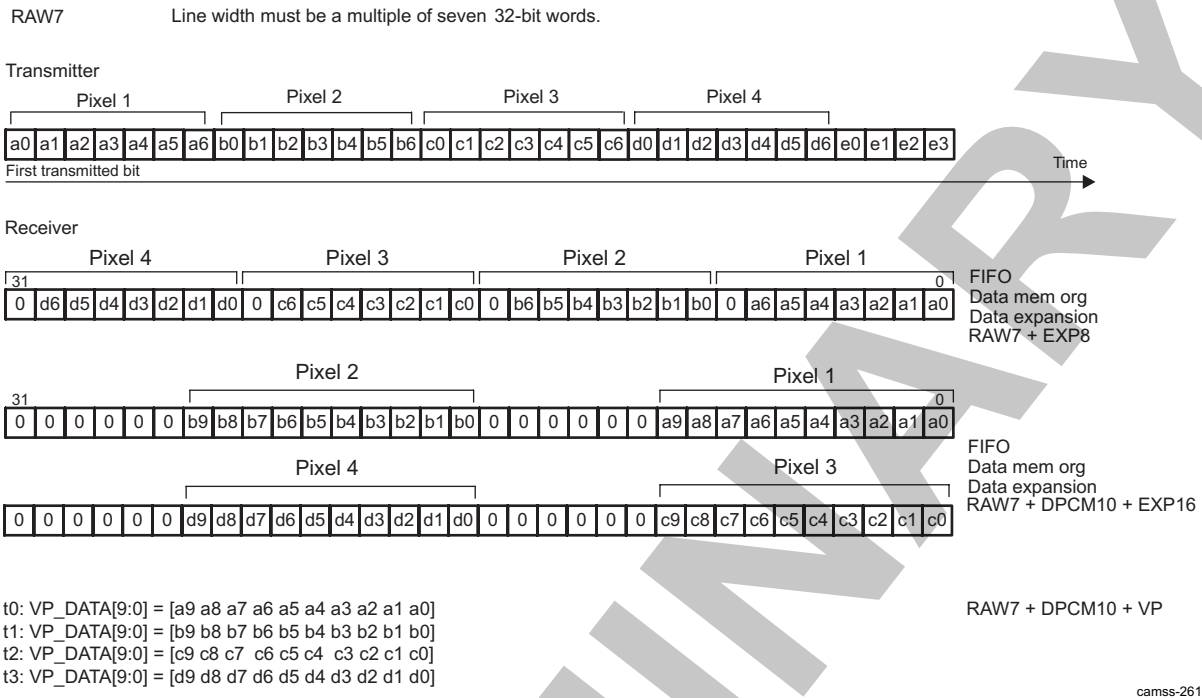 RAW7 Line width must be a multiple of seven 32-bit words.
Transmitter
Pixel 1 Pixel 2 Pixel 3 Pixel 4
a0 a1 a2 a3 a4 a5 a6 b0 b1 b2 b3 b4 b5 b6 c0 c1 c2 c3 c4 c5 c6 d0 d1 d2 d3 d4 d5 d6 e0 e1 e2 e3
First transmitted bit Time
Receiver
Pixel 4 Pixel 3 Pixel 2 Pixel 1
31 0
0 d6 d5 d4 d3 d2 d1 d0 0 c6 c5 c4 c3 c2 c1 c0 0 b6 b5 b4 b3 b2 b1 b0 0 a6 a5 a4 a3 a2 a1 a0
FIFO
Data mem org
Data expansion
RAW7 + EXP8
Pixel 2 Pixel 1
31 0
0 0 0 0 0 0 b9 b8 b7 b6 b5 b4 b3 b2 b1 b0 0 0 0 0 0 0 a9 a8 a7 a6 a5 a4 a3 a2 a1 a0
FIFO
Data mem org
Data expansion
RAW7 + DPCM10 + EXP16
Pixel 4 Pixel 3
0 0 0 0 0 0 d9 d8 d7 d6 d5 d4 d3 d2 d1 d0 0 0 0 0 0 0 c9 c8 c7 c6 c5 c4 c3 c2 c1 c0
t0: VP_DATA[9:0] = [a9 a8 a7 a6 a5 a4 a3 a2 a1 a0] RAW7 + DPCM10 + VP
t1: VP_DATA[9:0] = [b9 b8 b7 b6 b5 b4 b3 b2 b1 b0]
t2: VP_DATA[9:0] = [c9 c8 c7 c6 c5 c4 c3 c2 c1 c0]
t3: VP_DATA[9:0] = [d9 d8 d7 d6 d5 d4 d3 d2 d1 d0]
camss-261
INARY